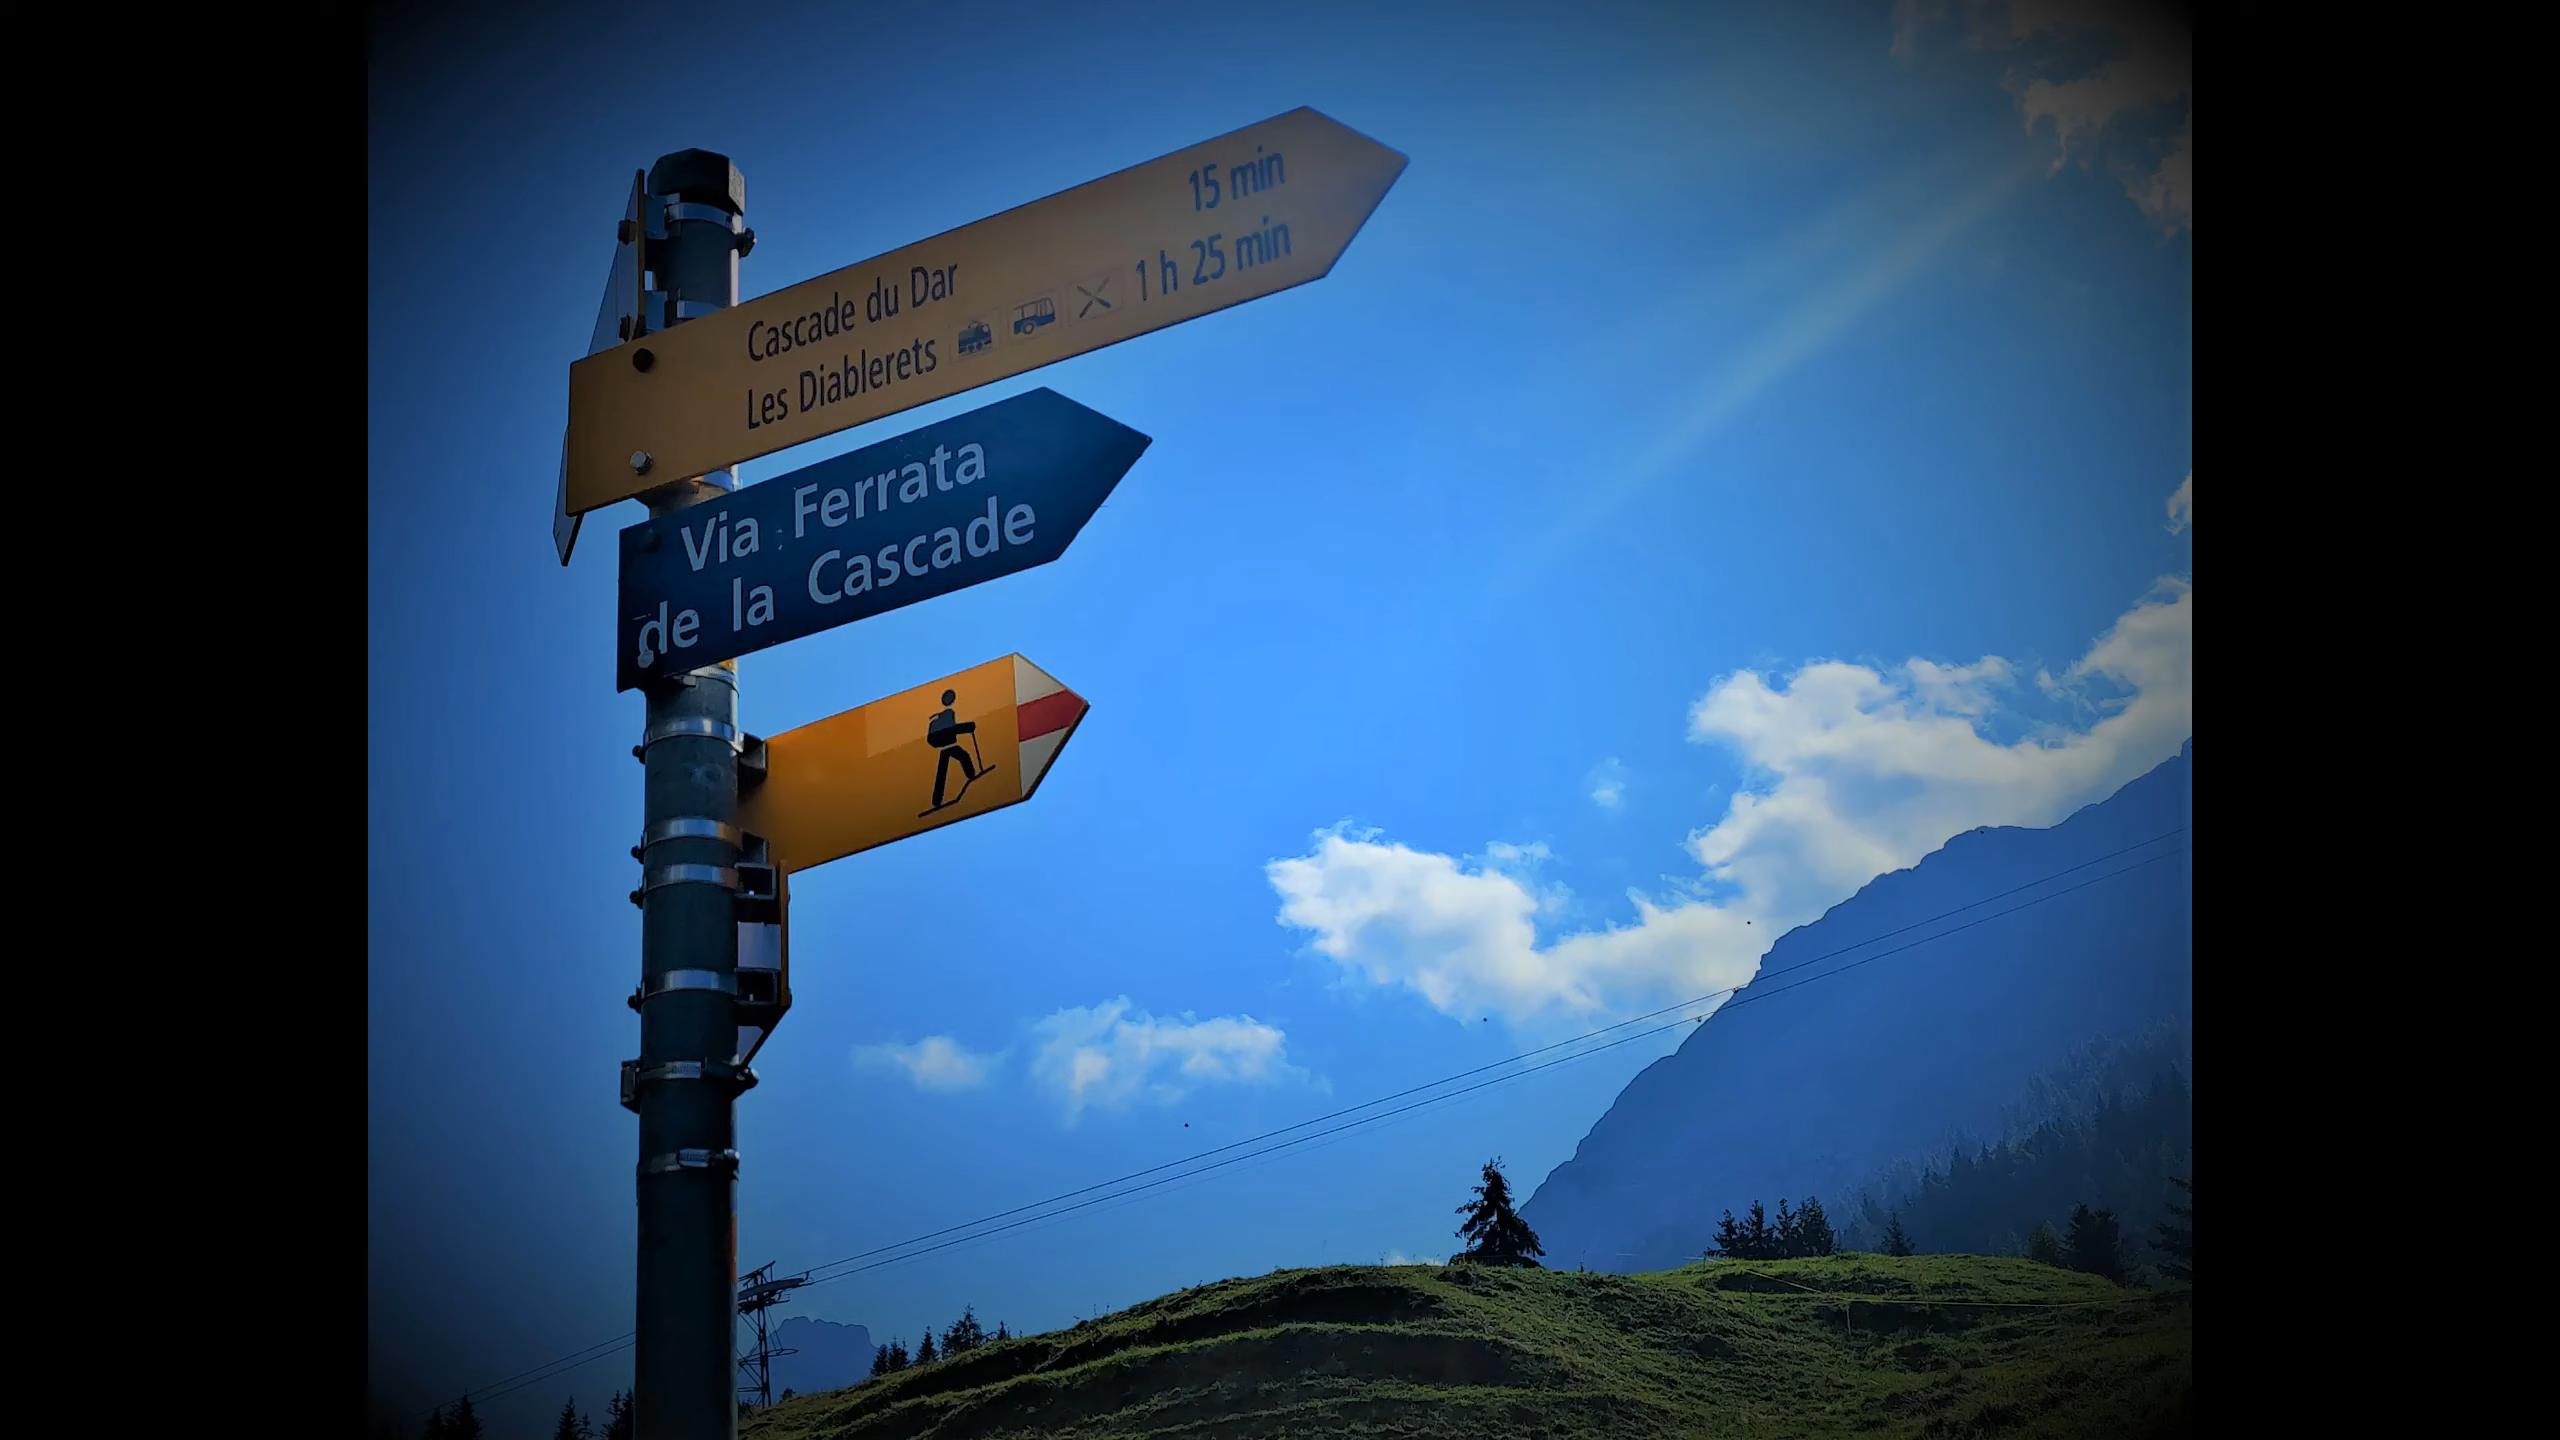 Cascade du Dar 15 min
Les Diablerets 1 h 25 min
Via Ferrata
de la Cascade